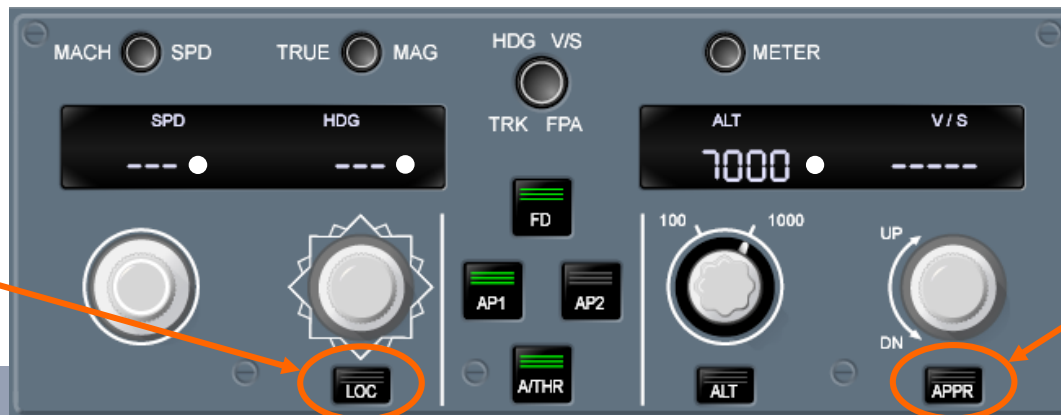 MACH SPD
TRUE MAG
HDG V/S
TRK FPA
METER
SPD HDG
--- ---
ALT V/S
7000 -----
FD
AP1 AP2
A/THR
LOC
100 1000
ALT
UP
DN
APPR